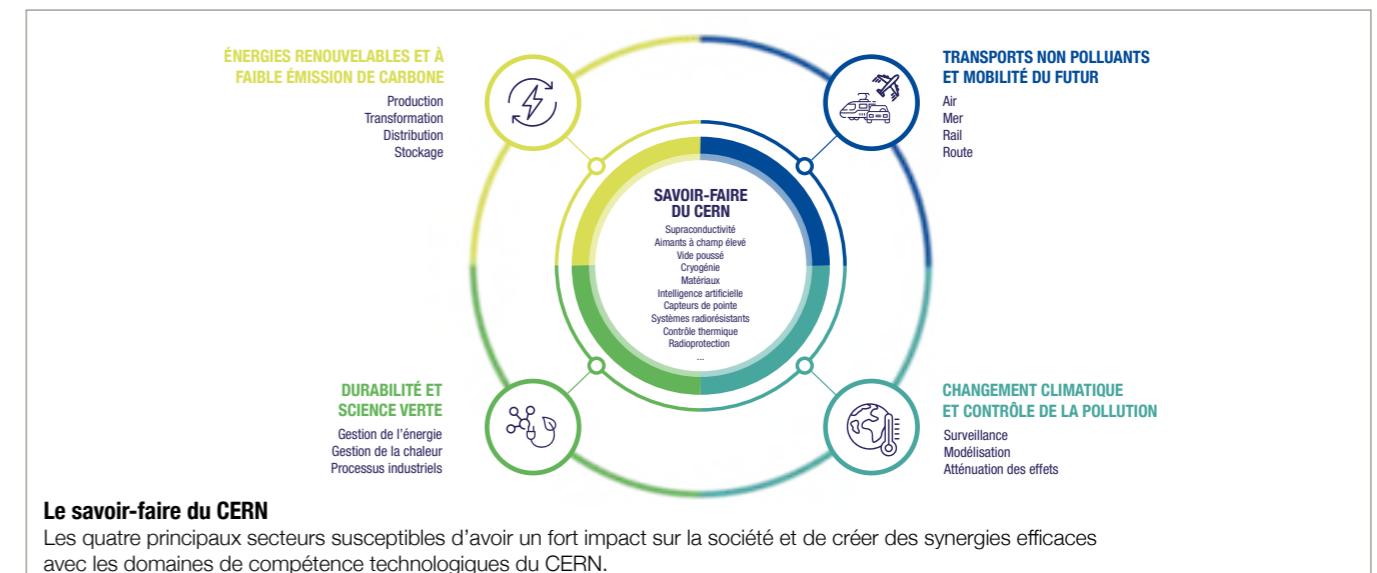 ÉNERGIES RENOUVELABLES ET À
FAIBLE ÉMISSION DE CARBONE
Production
Transformation
Distribution
Stockage
TRANSPORTS NON POLLUANTS
ET MOBILITÉ DU FUTUR
Air
Mer
Rail
Route
SAVOIR-FAIRE
DU CERN
Supraconductivité
Aimants à champ élevé
Vide poussé
Cryogénie
Matériaux
Intelligence artificielle
Capteurs de pointe
Systèmes radiorésistants
Contrôle thermique
Radioprotection
...
DURABILITÉ ET
SCIENCE VERTE
Gestion de l'énergie
Gestion de la chaleur
Processus industriels
CHANGEMENT CLIMATIQUE
ET CONTRÔLE DE LA POLLUTION
Surveillance
Modélisation
Atténuation des effets
Le savoir-faire du CERN
Les quatre principaux secteurs susceptibles d'avoir un fort impact sur la société et de créer des synergies efficaces
avec les domaines de compétence technologiques du CERN.